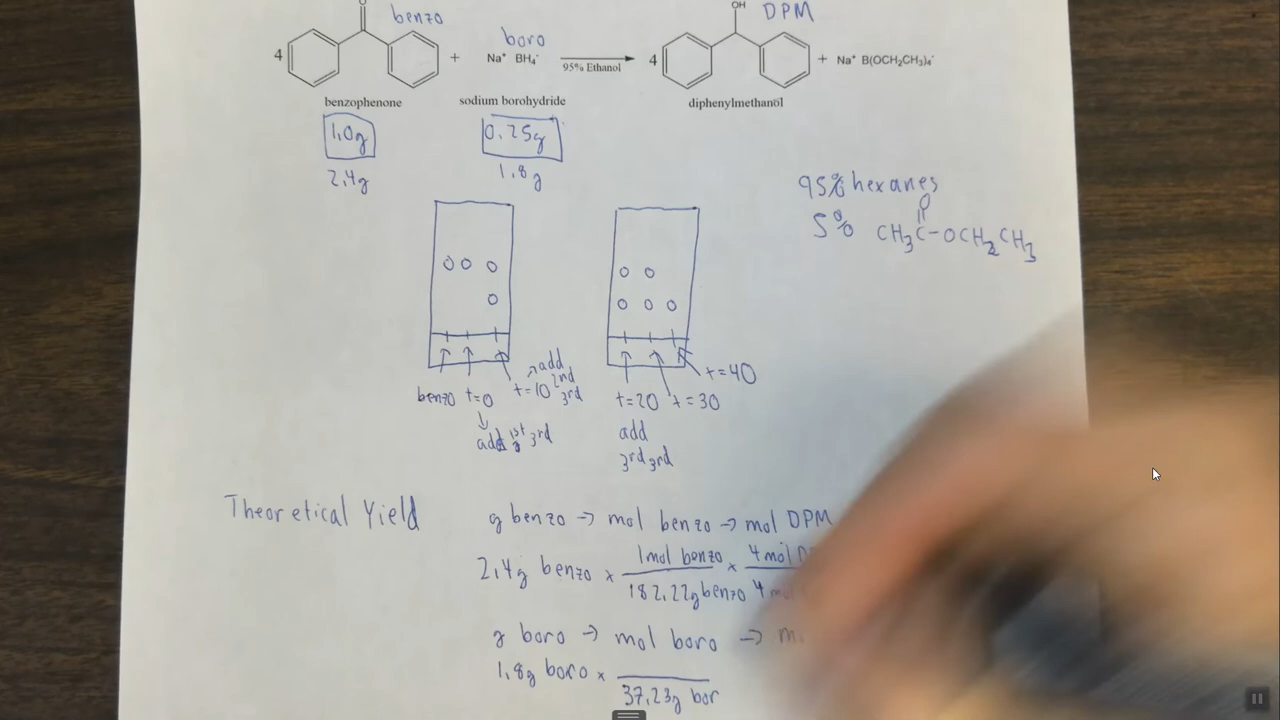 benzo
OH DPM
boro
4 + Na⁺ BH₄⁻ 95% Ethanol 4 + Na⁺ B(OCH₂CH₃)₄⁻
benzophenone sodium borohydride diphenylmethanol
1.0g 0.25g
2.4g 1.8g
95% hexanes
O
5% CH₃C-OCH₂CH₃
benzo t=0 t=10 add 2nd 3rd
add 1st 3rd
t=20 t=30 t=40
add
3rd 3rd
Theoretical Yield
g benzo → mol benzo → mol DPM
2.4g benzo × 1mol benzo × 4 mol
182.22g benzo 4
g boro → mol boro →
1.8g boro ×
37.23g bor